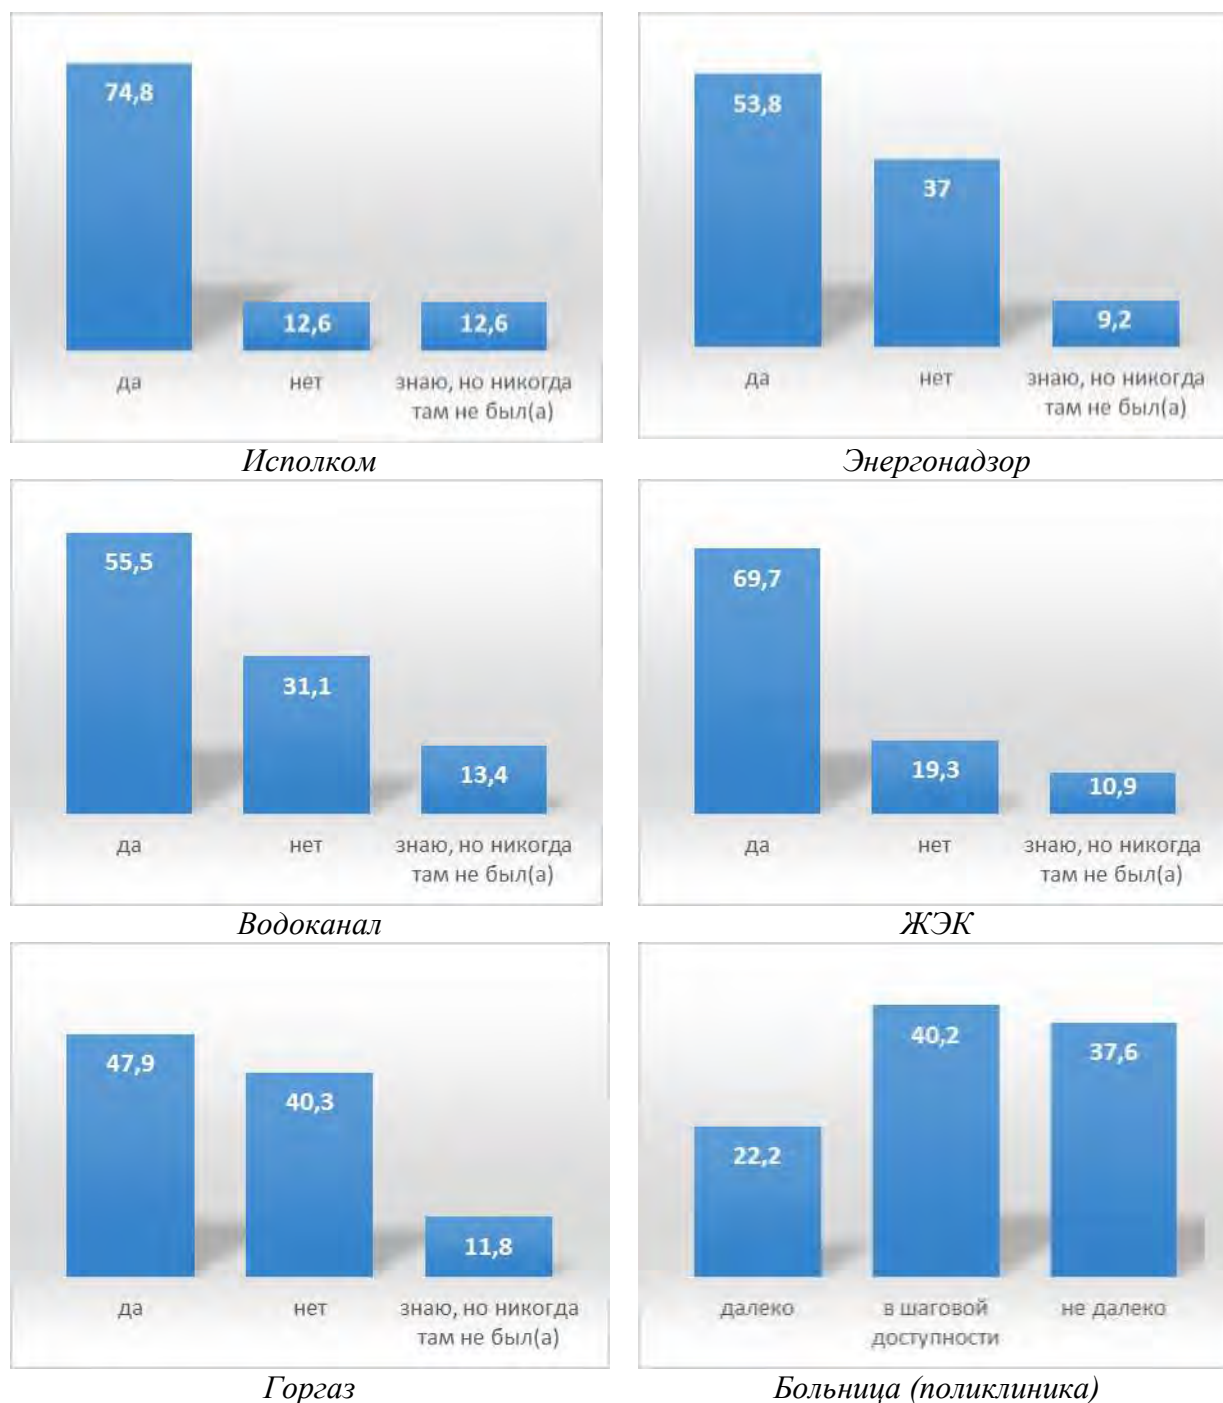 74,8
12,6
12,6
да
нет
знаю, но никогда
там не был(а)
Исполком
53,8
37
9,2
да
нет
знаю, но никогда
там не был(а)
Энергонадзор
55,5
31,1
13,4
да
нет
знаю, но никогда
там не был(а)
Водоканал
69,7
19,3
10,9
да
нет
знаю, но никогда
там не был(а)
ЖЭК
47,9
40,3
11,8
да
нет
знаю, но никогда
там не был(а)
Горгаз
22,2
40,2
37,6
далеко
в шаговой
доступности
не далеко
Больница (поликлиника)